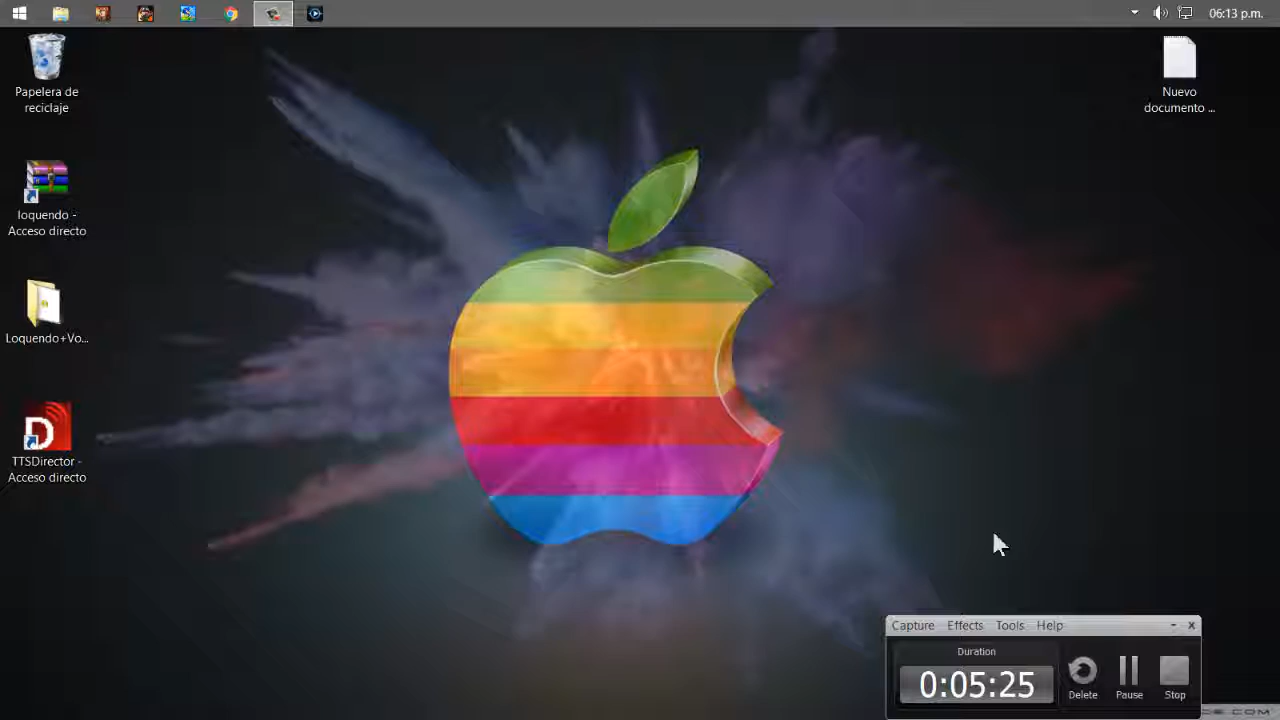 06:13 p.m.
Papelera de
reciclaje
Nuevo
documento ...
loquendo -
Acceso directo
Loquendo+Vo...
TTSDirector -
Acceso directo
Capture Effects Tools Help
Duration
0:05:25
Delete Pause Stop